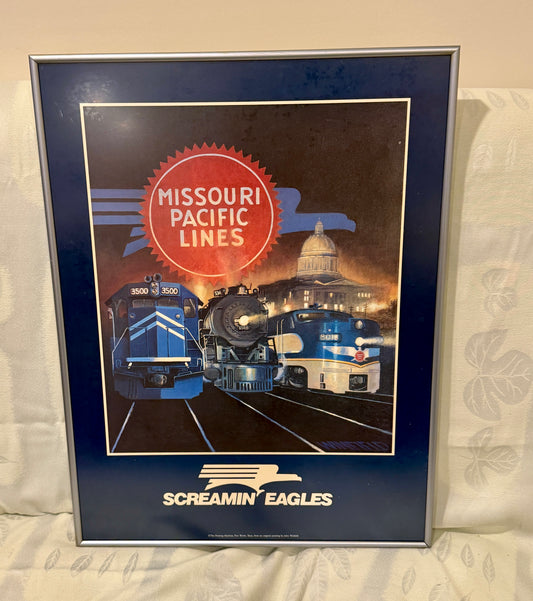 MISSOURI
PACIFIC
LINES
3500 3500
SCREAMIN' EAGLES